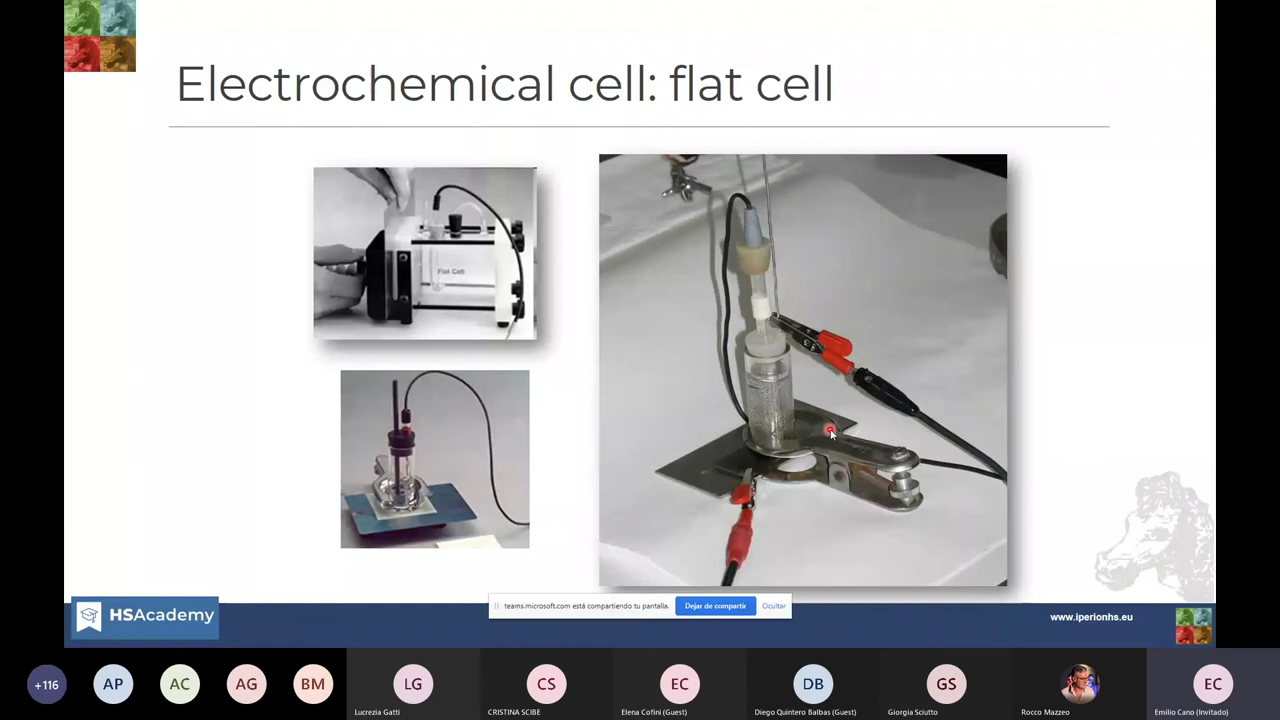 Electrochemical cell: flat cell
Flat Cell
HSAcademy
teams.microsoft.com está compartiendo tu pantalla.
Dejar de compartir
Ocultar
www.iperionhs.eu
+116
AP
AC
AG
BM
LG
CS
EC
DB
GS
EC
Lucrezia Gatti
CRISTINA SCIBE
Elena Cofini (Guest)
Diego Quintero Balbas (Guest)
Giorgia Sciutto
Rocco Mazzeo
Emilio Cano (Invitado)